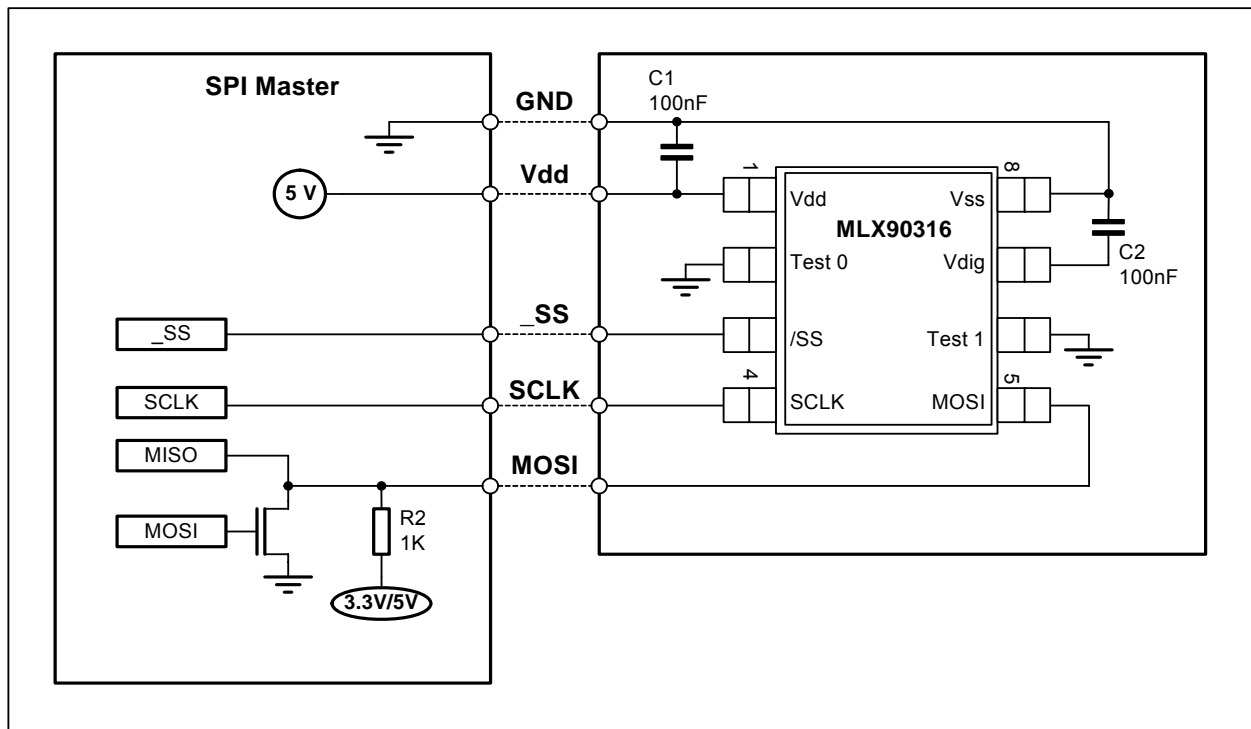 SPI Master
GND
C1
100nF
Vdd
5 V
1
8
Vdd
Vss
MLX90316
Test 0
Vdig
C2
100nF
_SS
_SS
/SS
Test 1
SCLK
SCLK
4
5
SCLK
MOSI
MISO
MOSI
MOSI
R2
1K
3.3V/5V